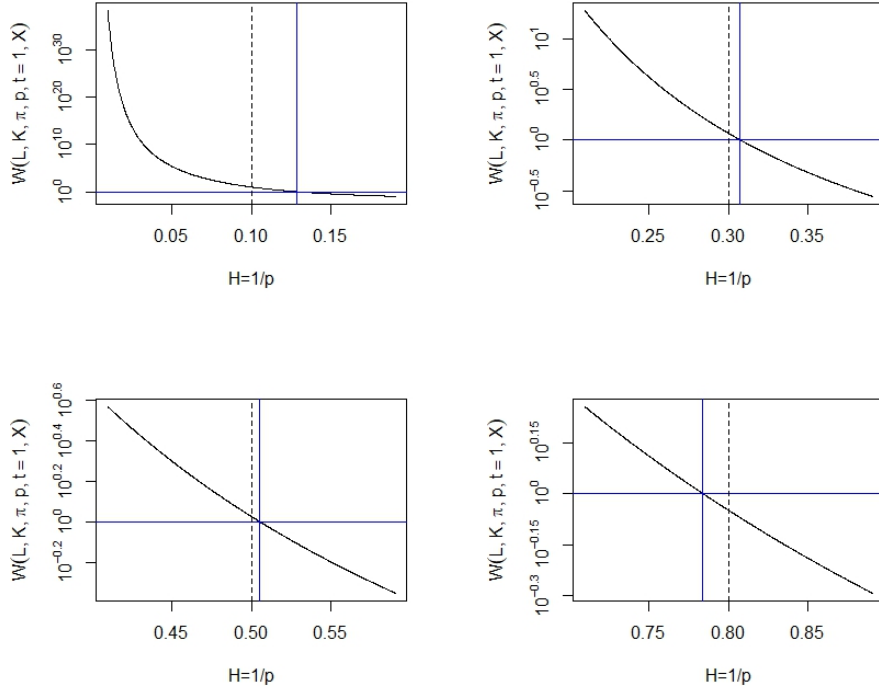 W(L, K, π, p, t = 1, X)
10^30
10^20
10^10
10^0
0.05 0.10 0.15
H=1/p
W(L, K, π, p, t = 1, X)
10^1
10^0.5
10^0
10^−0.5
0.25 0.30 0.35
H=1/p
W(L, K, π, p, t = 1, X)
10^0.6
10^0.4
10^0.2
10^0
10^−0.2
0.45 0.50 0.55
H=1/p
W(L, K, π, p, t = 1, X)
10^0.15
10^0
10^−0.15
10^−0.3
0.75 0.80 0.85
H=1/p